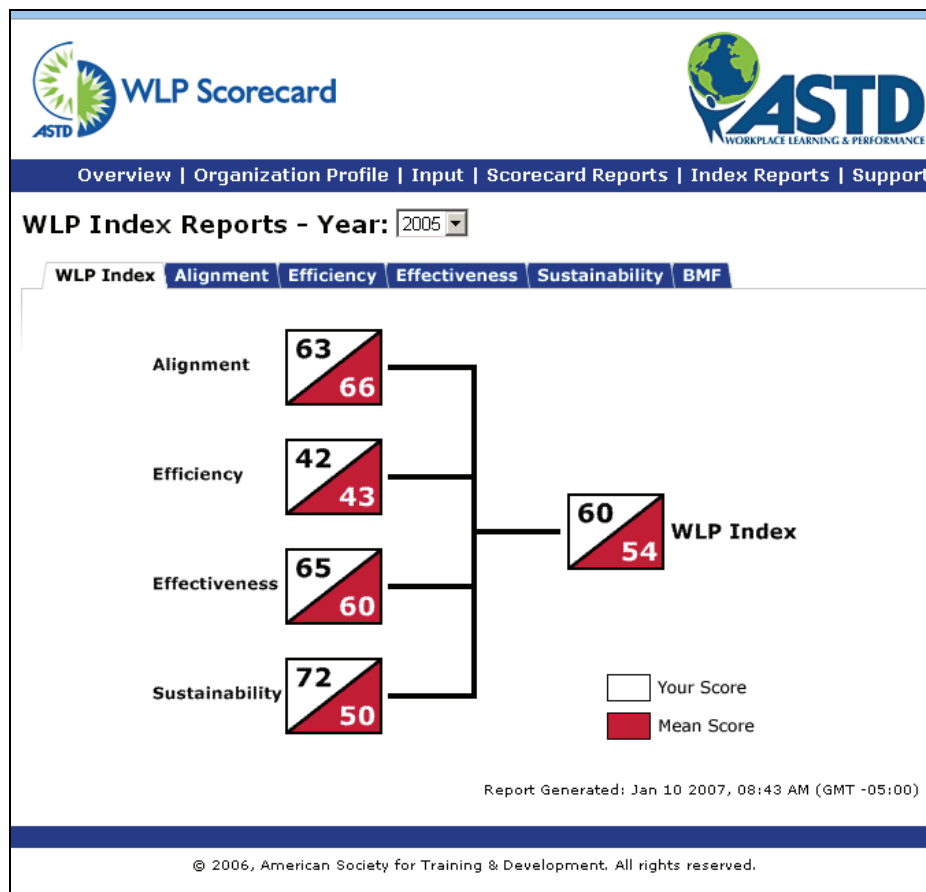 WLP Scorecard
ASTD
ASTD
WORKPLACE LEARNING & PERFORMANCE
Overview | Organization Profile | Input | Scorecard Reports | Index Reports | Support
WLP Index Reports - Year: 2005
WLP Index Alignment Efficiency Effectiveness Sustainability BMF
Alignment 63 66
Efficiency 42 43
60 54 WLP Index
Effectiveness 65 60
Sustainability 72 50
Your Score
Mean Score
Report Generated: Jan 10 2007, 08:43 AM (GMT -05:00)
© 2006, American Society for Training & Development. All rights reserved.